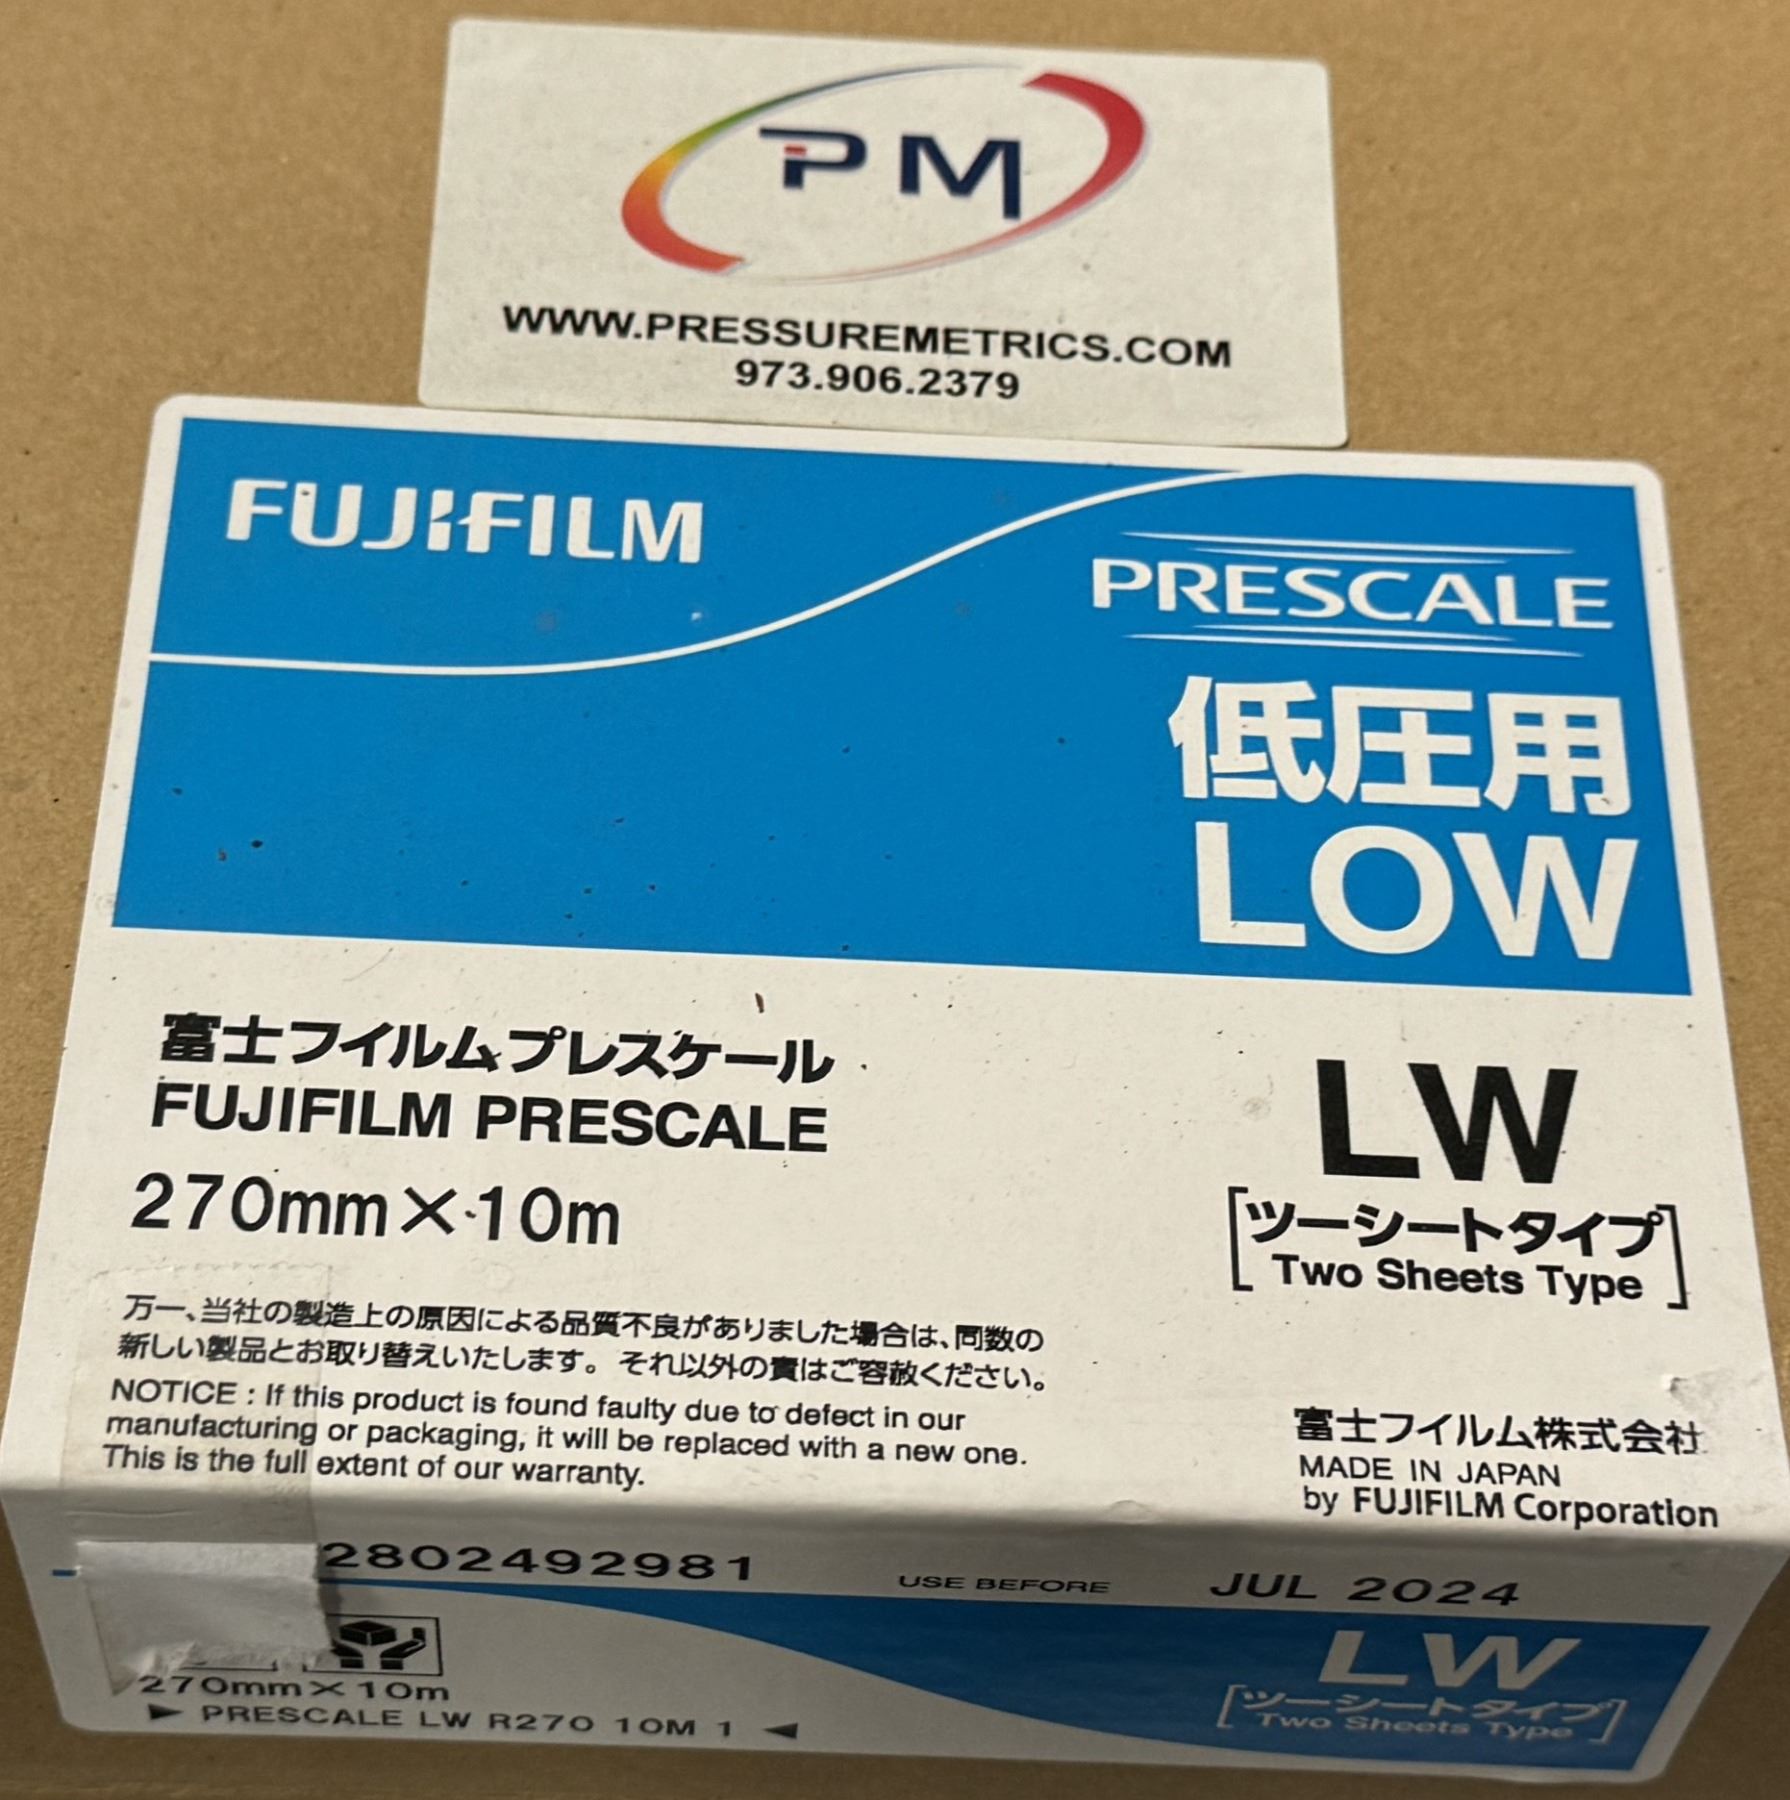 PM
WWW.PRESSUREMETRICS.COM
973.906.2379
FUJIFILM
PRESCALE
低圧用
LOW
富士フイルムプレスケール
FUJIFILM PRESCALE
270mm×10m
LW
[ツーシートタイプ
Two Sheets Type]
万一、当社の製造上の原因による品質不良がありました場合は、同数の
新しい製品とお取り替えいたします。それ以外の責はご容赦ください。
NOTICE : If this product is found faulty due to defect in our
manufacturing or packaging, it will be replaced with a new one.
This is the full extent of our warranty.
富士フイルム株式会社
MADE IN JAPAN
by FUJIFILM Corporation
2802492981
USE BEFORE JUL 2024
LW
[ツーシートタイプ
Two Sheets Type]
270mm×10m
▶ PRESCALE LW R270 10M 1 ◀